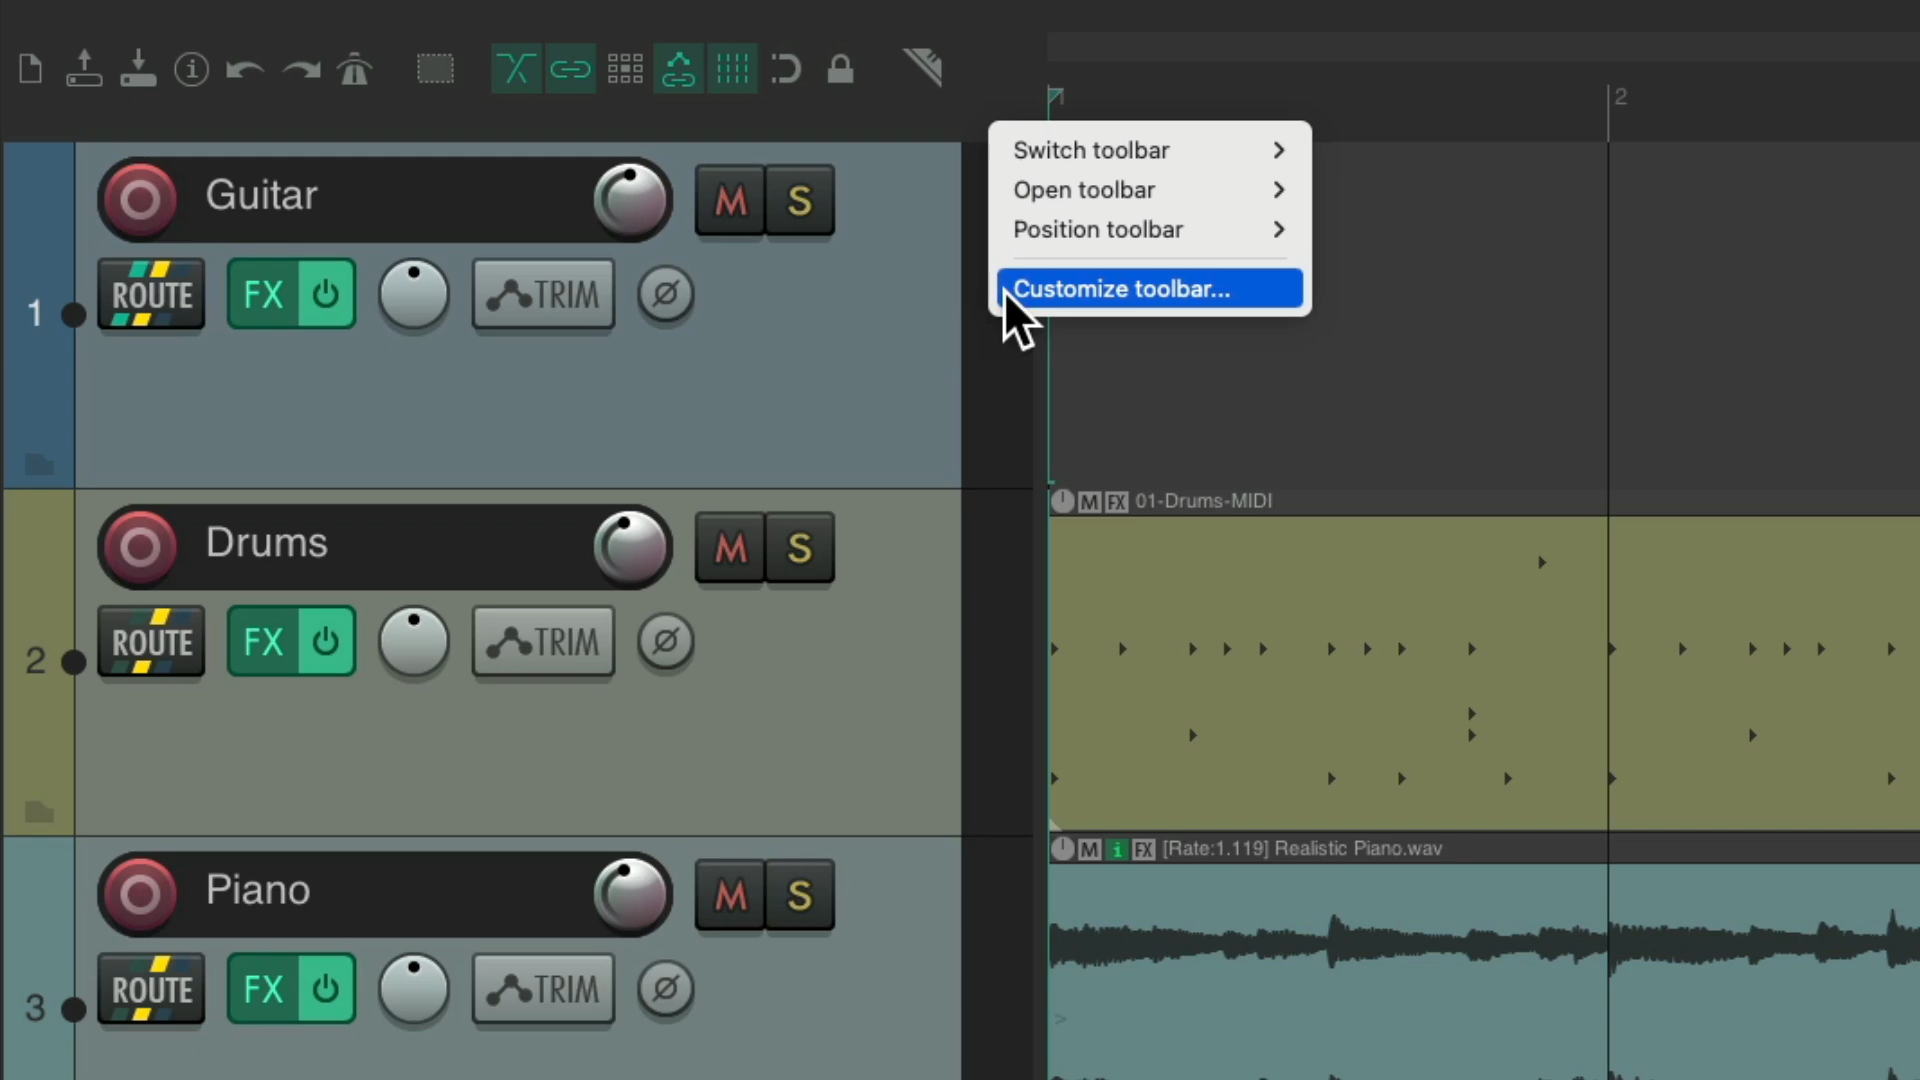 1
2
Switch toolbar
Open toolbar
Position toolbar
Customize toolbar...
Guitar
M S
1
ROUTE FX TRIM
01-Drums-MIDI
M FX
Drums
M S
2
ROUTE FX TRIM
M i FX [Rate:1.119] Realistic Piano.wav
Piano
M S
3
ROUTE FX TRIM